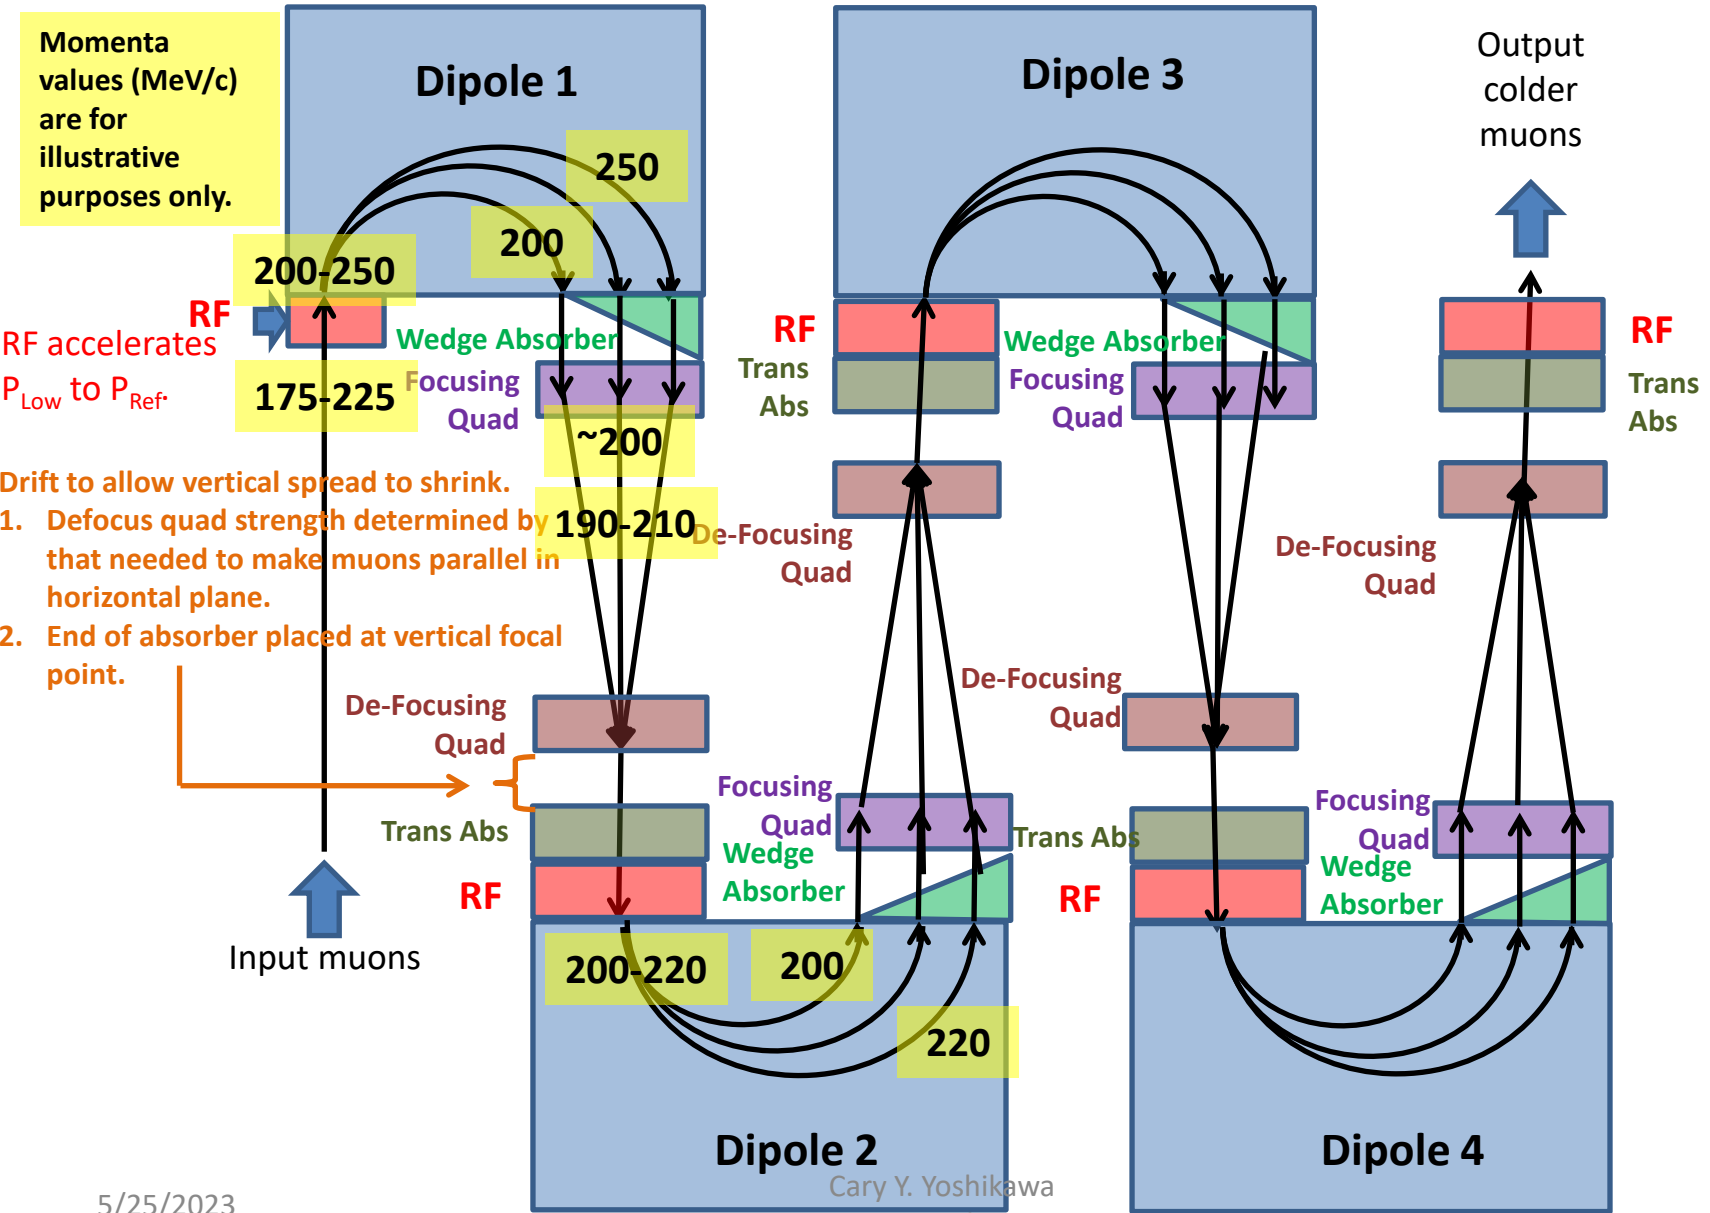 Momenta
values (MeV/c)
are for
illustrative
purposes only.
Dipole 1
250
200
200-250
RF
RF accelerates
P_Low to P_Ref.
175-225
Wedge Absorber
Focusing
Quad
~200
190-210
Drift to allow vertical spread to shrink.
1. Defocus quad strength determined by
that needed to make muons parallel in
horizontal plane.
2. End of absorber placed at vertical focal
point.
De-Focusing
Quad
Trans Abs
RF
Input muons
200-220
200
220
Dipole 2
Focusing
Quad
Wedge
Absorber
De-Focusing
Quad
Trans
Abs
RF
Dipole 3
Wedge Absorber
Focusing
Quad
De-Focusing
Quad
Trans Abs
RF
Dipole 4
Focusing
Quad
Wedge
Absorber
De-Focusing
Quad
Trans
Abs
RF
Output
colder
muons
5/25/2023
Cary Y. Yoshikawa